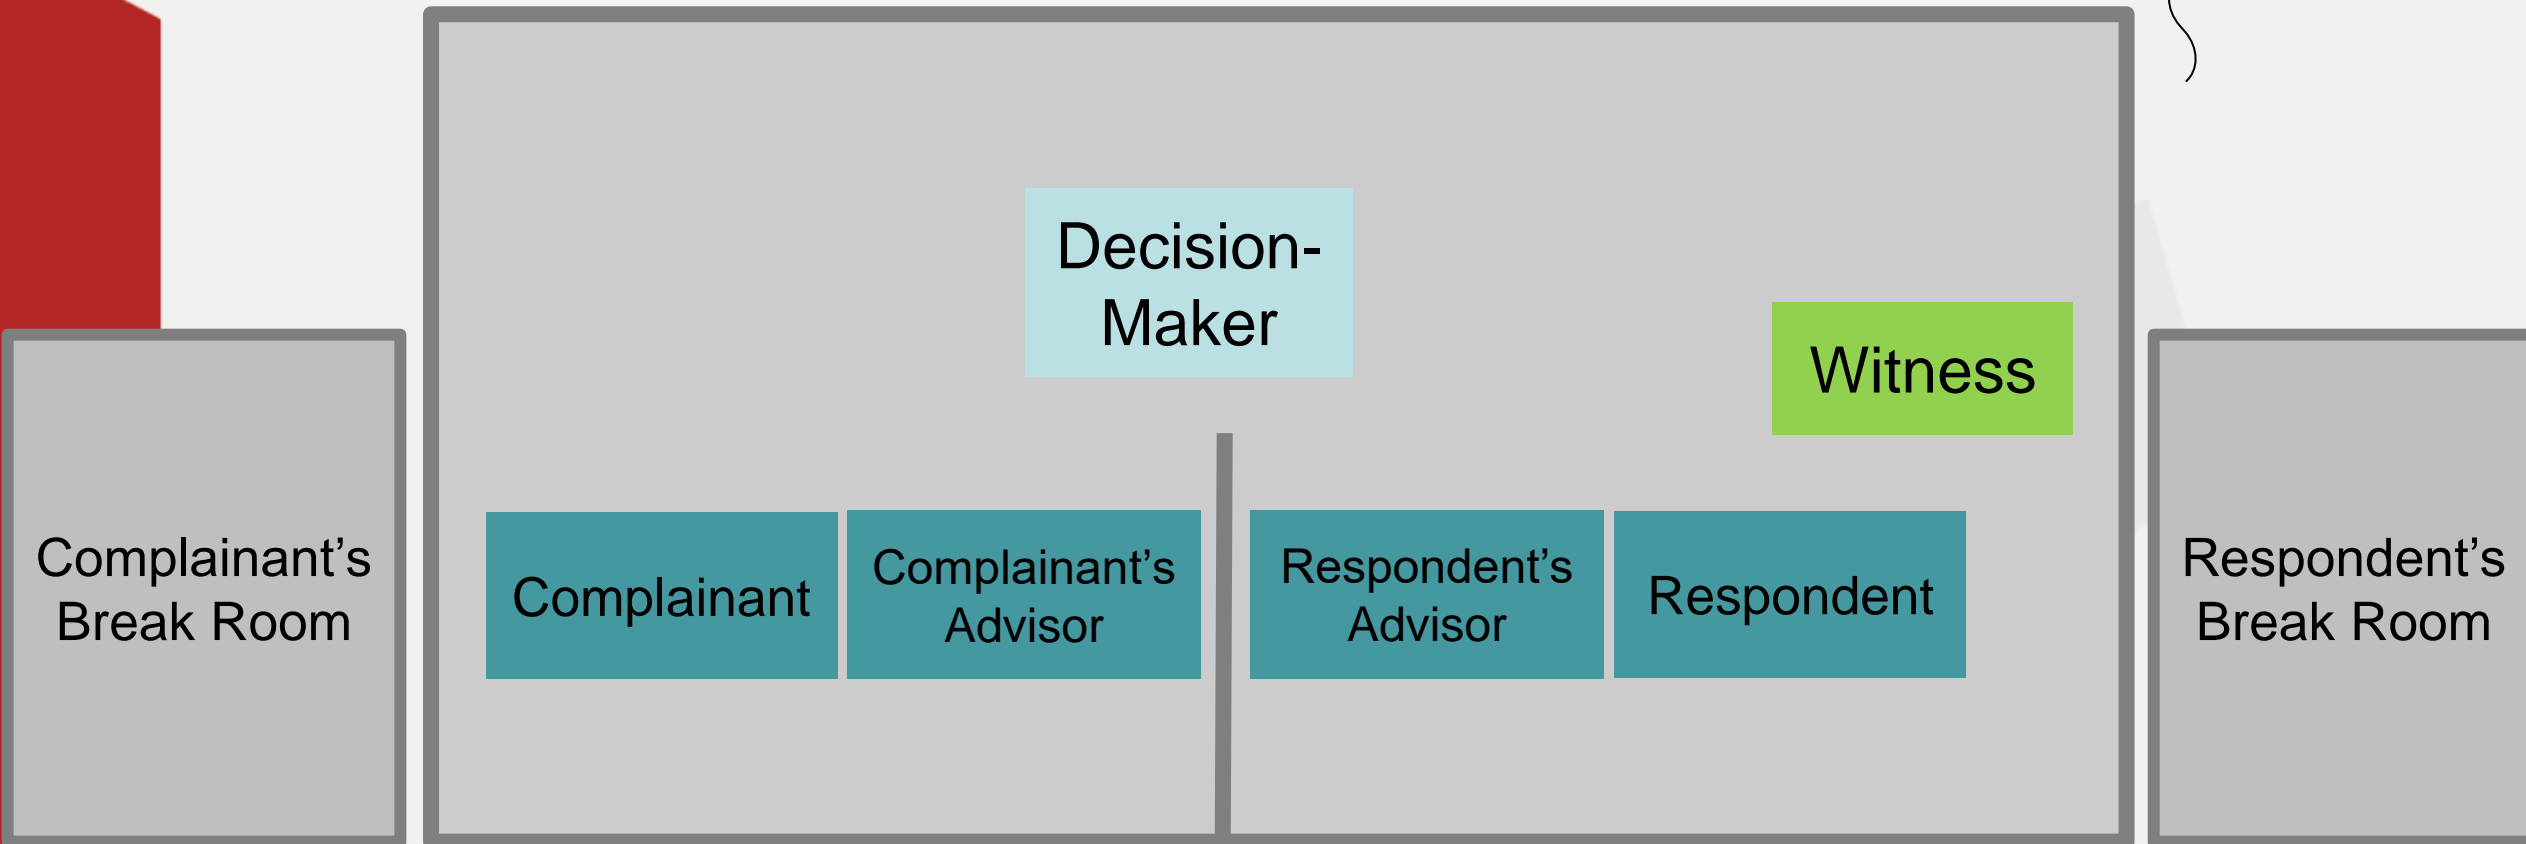 Decision-
Maker
Witness
Complainant’s
Break Room
Complainant
Complainant’s
Advisor
Respondent’s
Advisor
Respondent
Respondent’s
Break Room